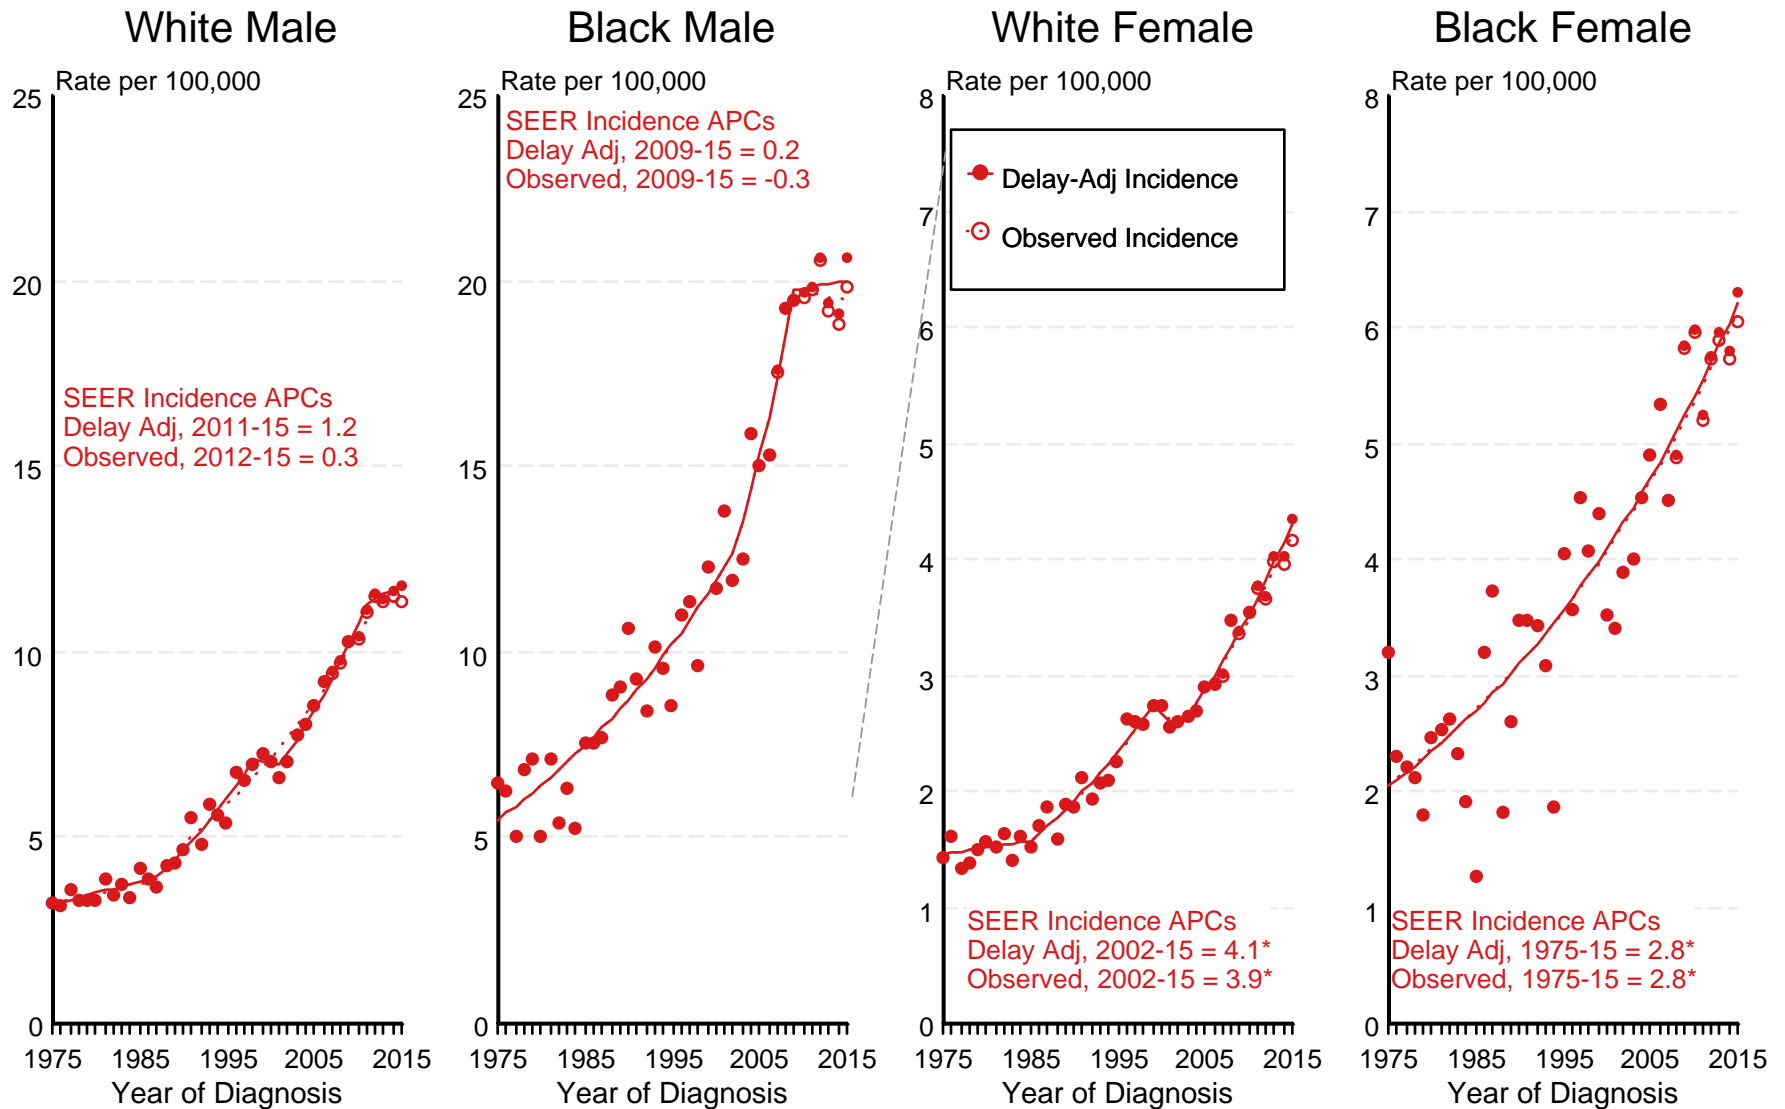 White Male
Rate per 100,000
25
20
15
10
5
0
SEER Incidence APCs
Delay Adj, 2011-15 = 1.2
Observed, 2012-15 = 0.3
1975 1985 1995 2005 2015
Year of Diagnosis
Black Male
Rate per 100,000
25
20
15
10
5
0
SEER Incidence APCs
Delay Adj, 2009-15 = 0.2
Observed, 2009-15 = -0.3
1975 1985 1995 2005 2015
Year of Diagnosis
White Female
Rate per 100,000
8
7
6
5
4
3
2
1
0
Delay-Adj Incidence
Observed Incidence
SEER Incidence APCs
Delay Adj, 2002-15 = 4.1*
Observed, 2002-15 = 3.9*
1975 1985 1995 2005 2015
Year of Diagnosis
Black Female
Rate per 100,000
8
7
6
5
4
3
2
1
0
SEER Incidence APCs
Delay Adj, 1975-15 = 2.8*
Observed, 1975-15 = 2.8*
1975 1985 1995 2005 2015
Year of Diagnosis